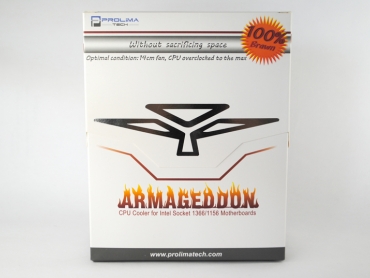 PROLIMA
TECH
Without sacrificing space
100%
Optimal condition: 14cm fan, CPU overclocked to the max
ARMAGEDDON
CPU Cooler for Intel Socket 1366/1156 Motherboards
www.prolimatech.com